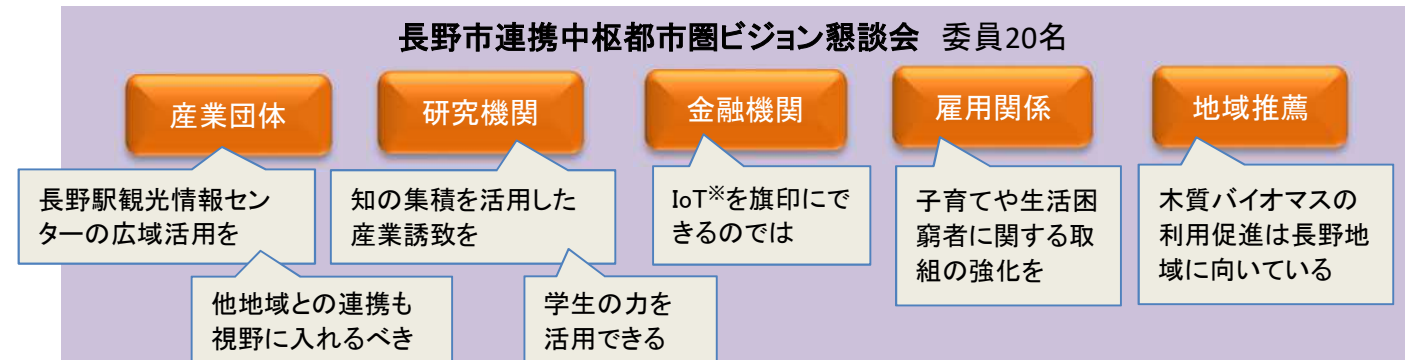 長野市連携中枢都市圏ビジョン懇談会 委員20名
産業団体
研究機関
金融機関
雇用関係
地域推薦
長野駅観光情報セン
ターの広域活用を
知の集積を活用した
産業誘致を
IoT※を旗印にで
きるのでは
子育てや生活困
窮者に関する取
組の強化を
木質バイオマスの
利用促進は長野地
域に向いている
他地域との連携も
視野に入れるべき
学生の力を
活用できる